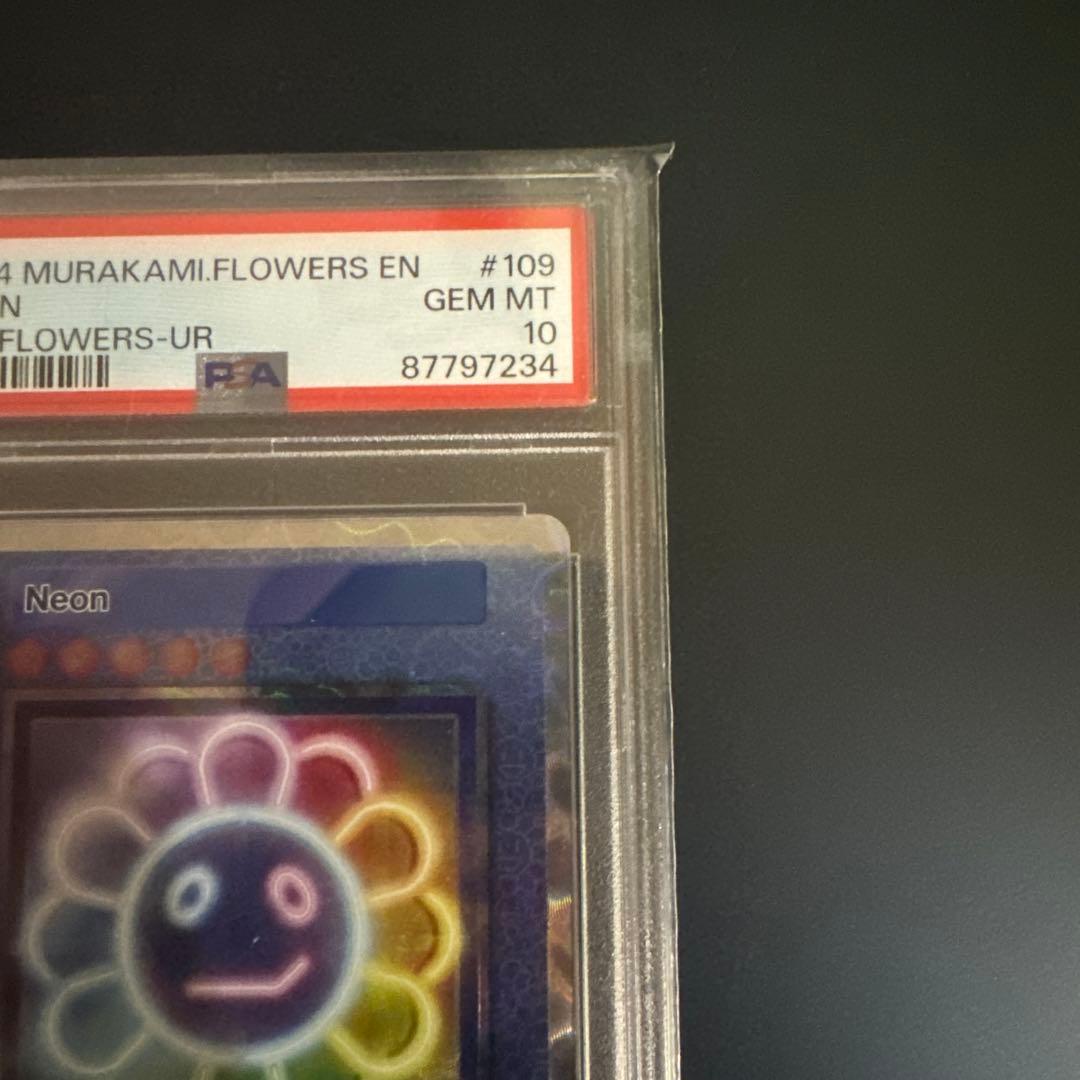 4 MURAKAMI.FLOWERS EN #109
N GEM MT
FLOWERS-UR 10
PSA 87797234
Neon